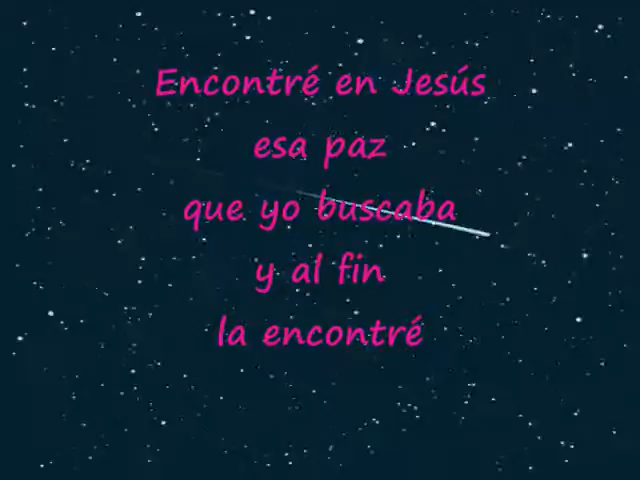 Encontré en Jesús
esa paz
que yo buscaba
y al fin
la encontré